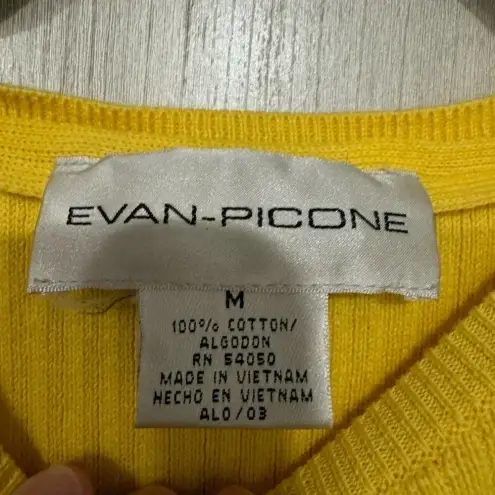 EVAN-PICONE
M
100% COTTON/
ALGODON
RN 54050
MADE IN VIETNAM
HECHO EN VIETNAM
ALO/03